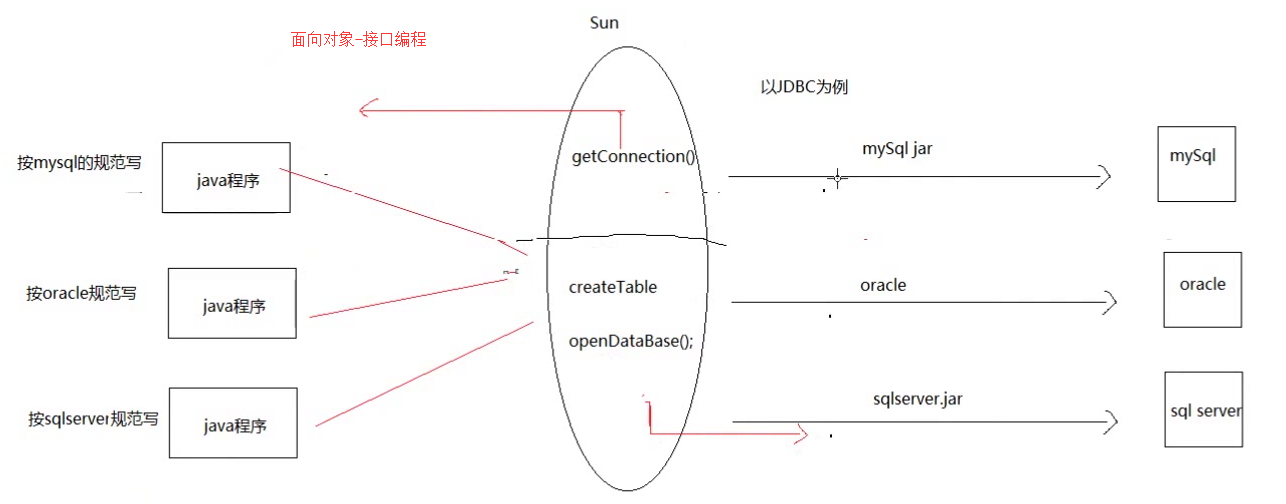 Sun
面向对象-接口编程
以JDBC为例
getConnection()
mySql jar
按mysql的规范写
java程序
mySql
createTable
oracle
按oracle规范写
java程序
oracle
openDataBase();
sqlserver.jar
按sqlserver规范写
java程序
sql server